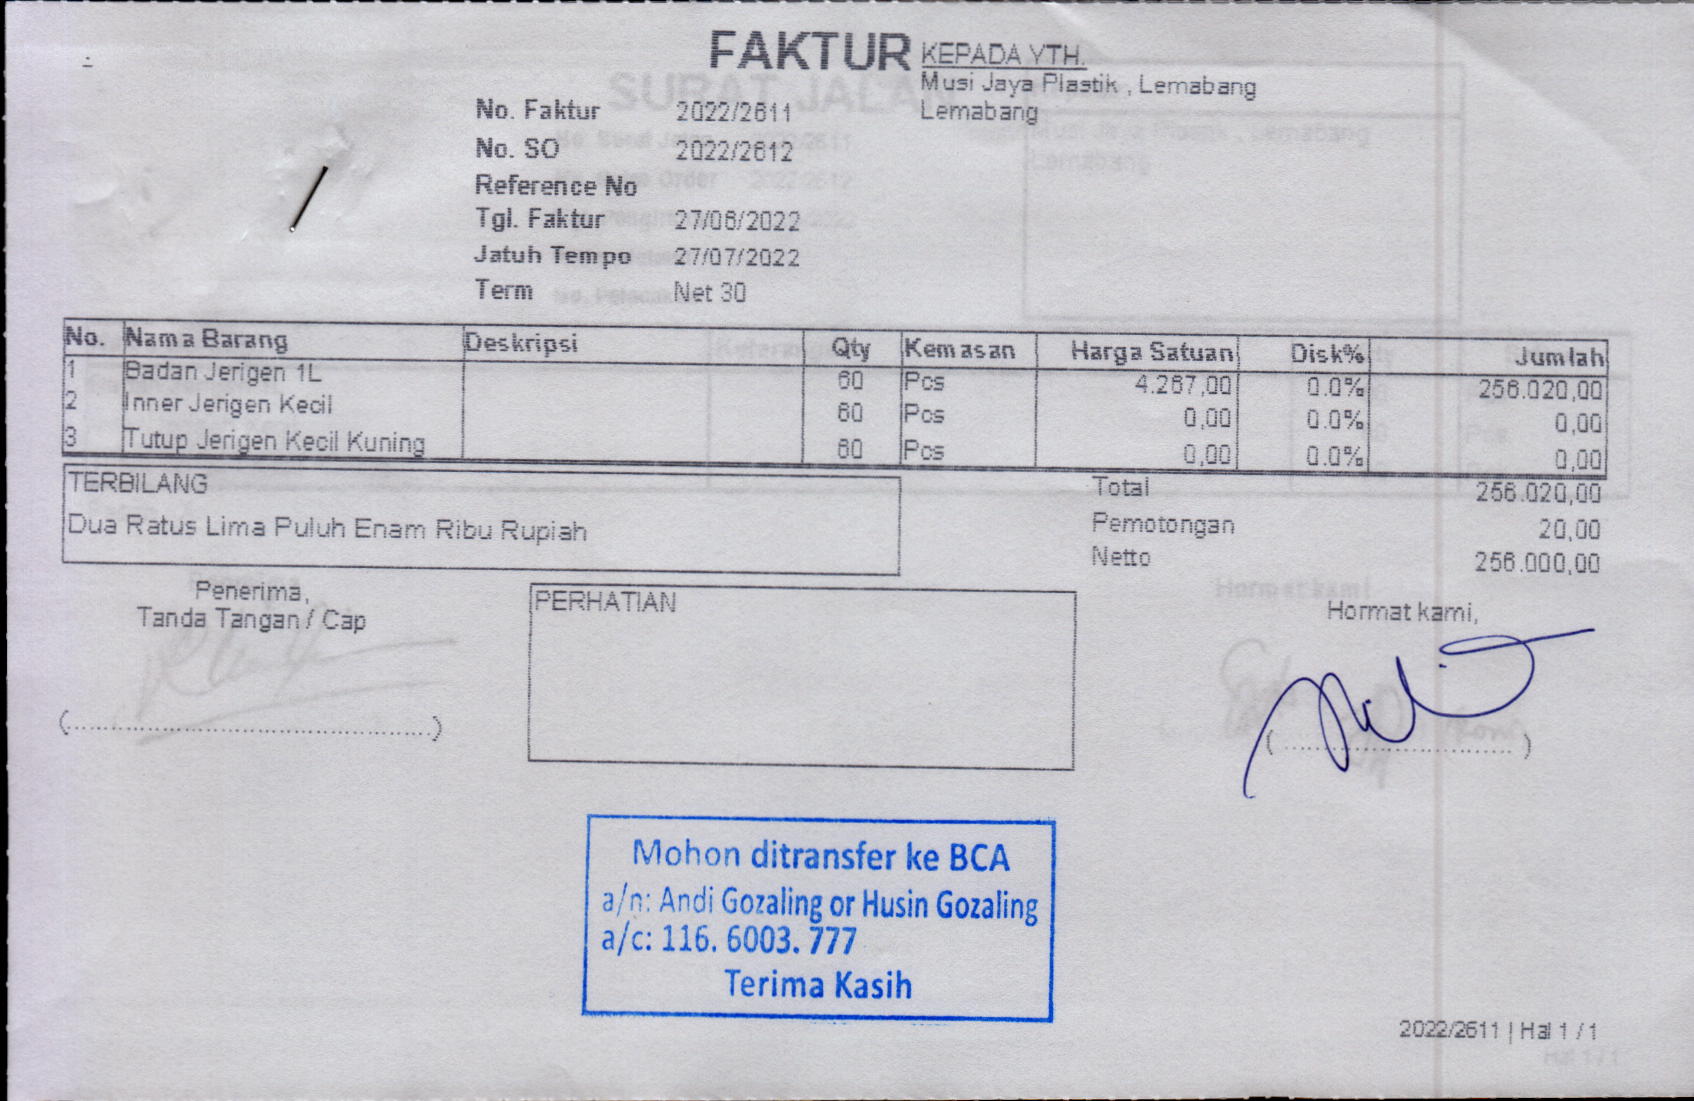 FAKTUR
KEPADA YTH.
Musi Jaya Plastik , Lemabang
Lemabang
No. Faktur 2022/2611
No. SO 2022/2612
Reference No
Tgl. Faktur 27/06/2022
Jatuh Tempo 27/07/2022
Term Net 30
No. Nama Barang Deskripsi Qty Kemasan Harga Satuan Disk% Jumlah
1 Badan Jerigen 1L 60 Pcs 4.267,00 0.0% 256.020,00
2 Inner Jerigen Kecil 60 Pcs 0,00 0.0% 0,00
3 Tutup Jerigen Kecil Kuning 60 Pcs 0,00 0.0% 0,00
TERBILANG
Dua Ratus Lima Puluh Enam Ribu Rupiah
Total 256.020,00
Pemotongan 20,00
Netto 256.000,00
Penerima,
Tanda Tangan / Cap
(....................................................)
PERHATIAN
Hormat kami,
(.................................)
Mohon ditransfer ke BCA
a/n: Andi Gozaling or Husin Gozaling
a/c: 116. 6003. 777
Terima Kasih
2022/2611 | Hal 1 / 1